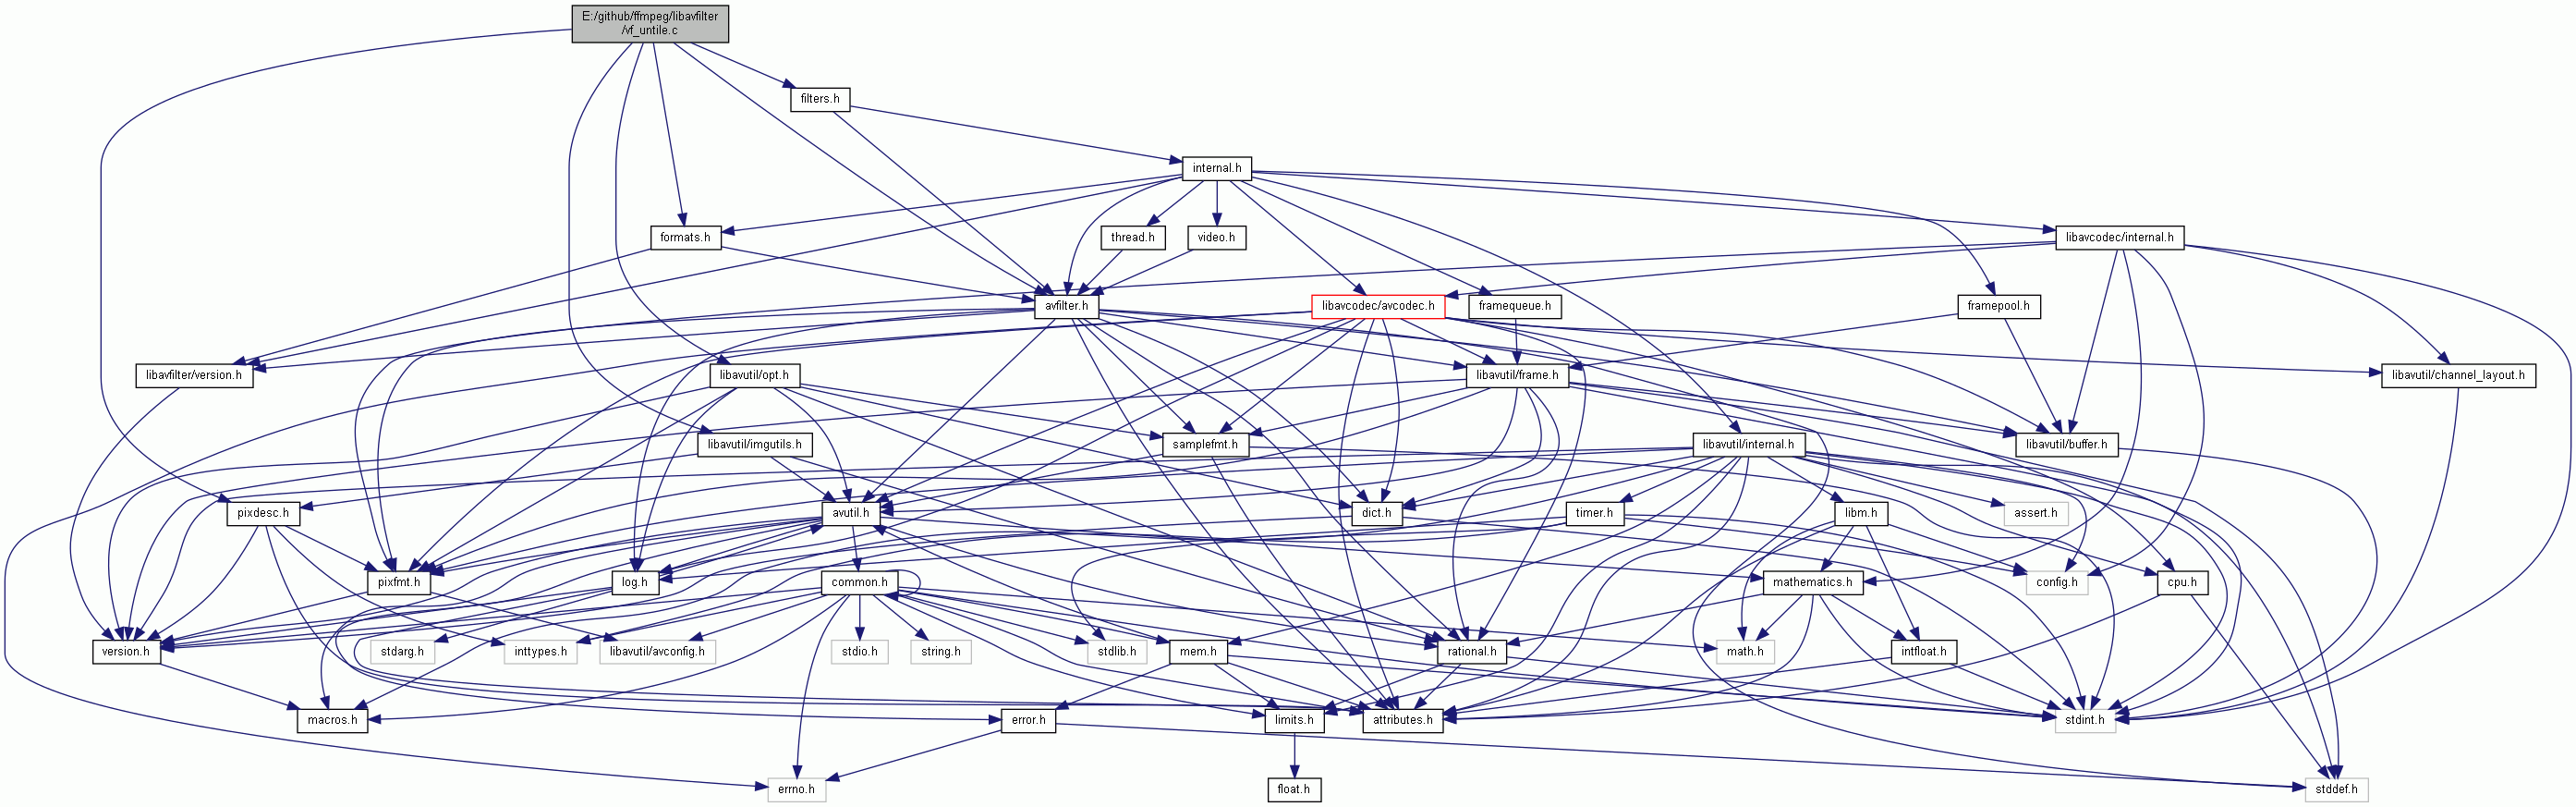 E:/github/ffmpeg/libavfilter
/vf_untile.c
filters.h
internal.h
formats.h
thread.h
video.h
libavcodec/internal.h
avfilter.h
libavcodec/avcodec.h
framequeue.h
framepool.h
libavfilter/version.h
libavutil/opt.h
libavutil/frame.h
libavutil/channel_layout.h
libavutil/imgutils.h
samplefmt.h
libavutil/internal.h
libavutil/buffer.h
pixdesc.h
avutil.h
dict.h
timer.h
libm.h
assert.h
pixfmt.h
log.h
common.h
mathematics.h
config.h
cpu.h
version.h
stdarg.h
inttypes.h
libavutil/avconfig.h
stdio.h
string.h
stdlib.h
mem.h
rational.h
math.h
intfloat.h
macros.h
error.h
limits.h
attributes.h
stdint.h
errno.h
float.h
stddef.h